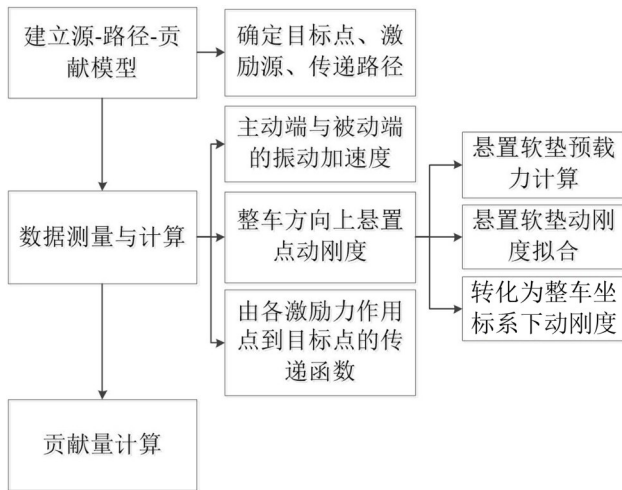 建立源-路径-贡
献模型
确定目标点、激
励源、传递路径
主动端与被动端
的振动加速度
数据测量与计算
整车方向上悬置
点动刚度
由各激励力作用
点到目标点的传
递函数
悬置软垫预载
力计算
悬置软垫动刚
度拟合
转化为整车坐
标系下动刚度
贡献量计算